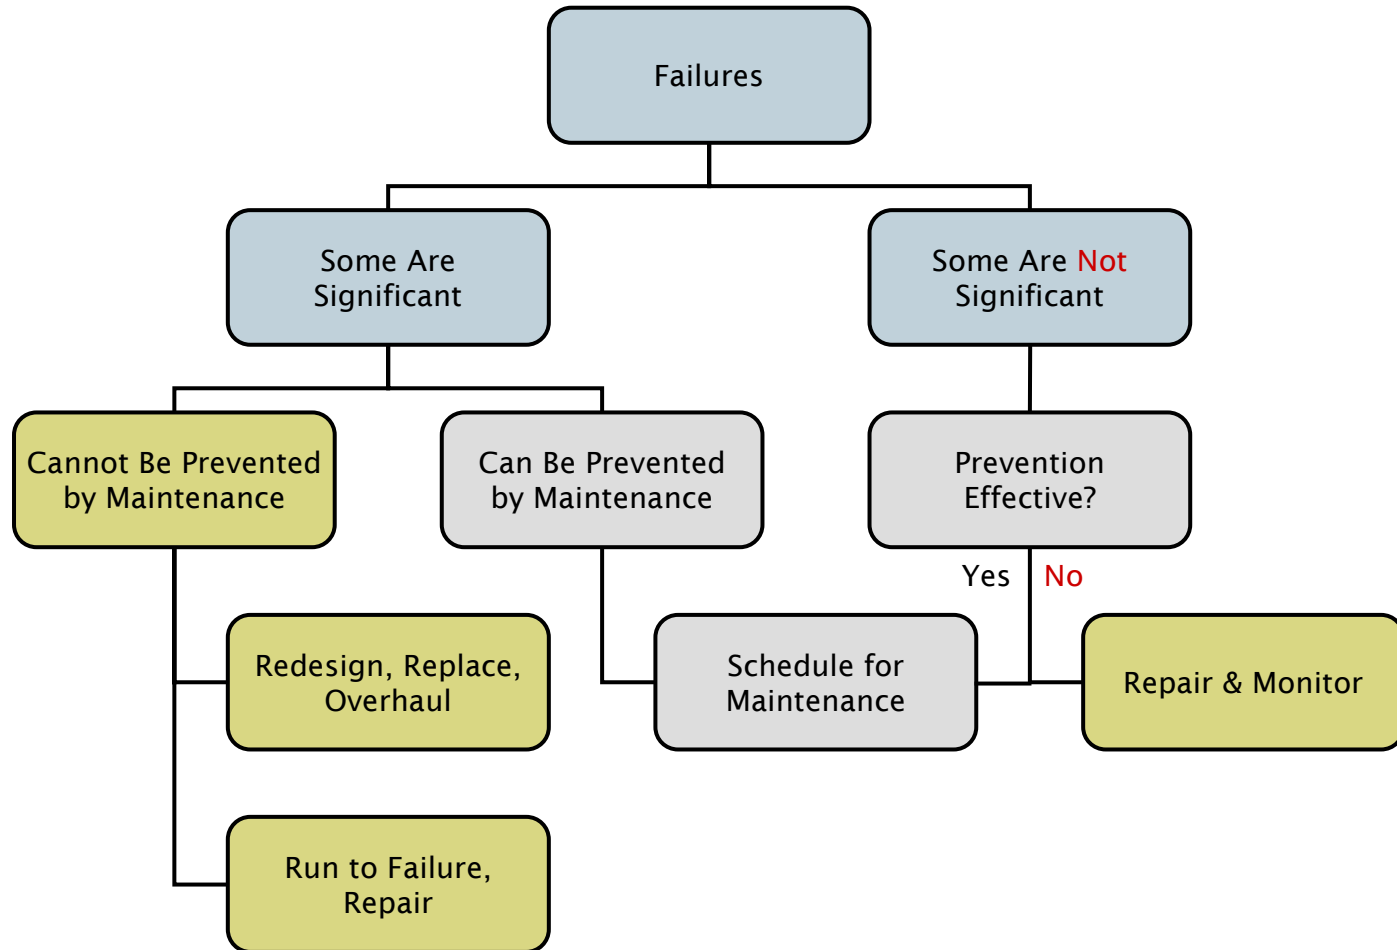 Failures
Some Are
Significant
Some Are Not
Significant
Cannot Be Prevented
by Maintenance
Can Be Prevented
by Maintenance
Prevention
Effective?
Yes
No
Redesign, Replace,
Overhaul
Schedule for
Maintenance
Repair & Monitor
Run to Failure,
Repair